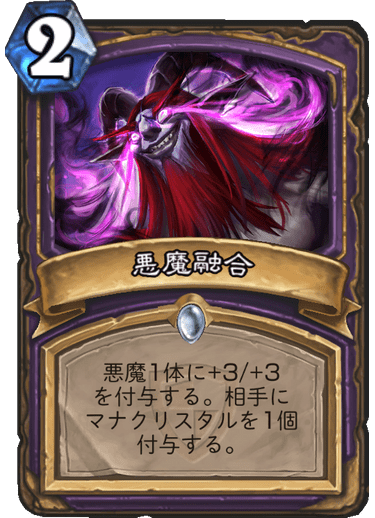 2
悪魔融合
悪魔1体に+3/+3
を付与する。相手に
マナクリスタルを1個
付与する。